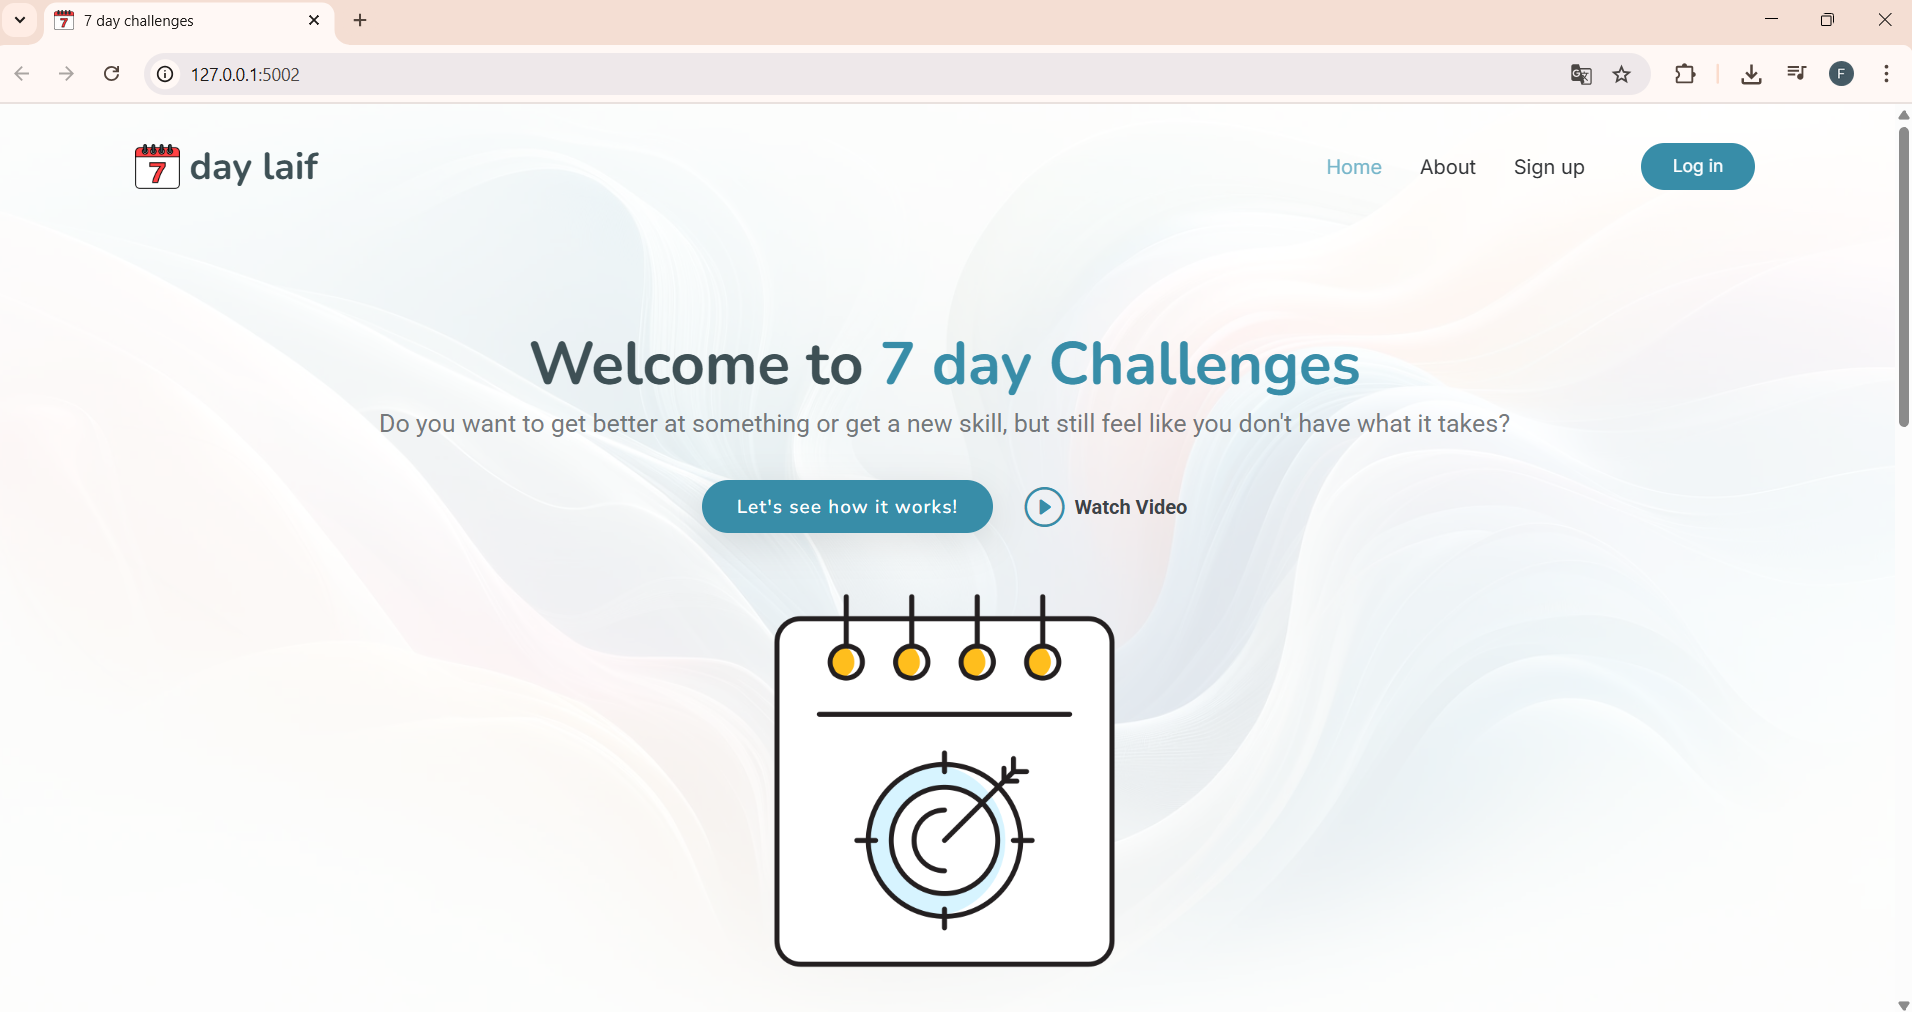 7 day challenges
127.0.0.1:5002
7 day laif
Home About Sign up Log in
Welcome to 7 day Challenges
Do you want to get better at something or get a new skill, but still feel like you don't have what it takes?
Let's see how it works! Watch Video
F